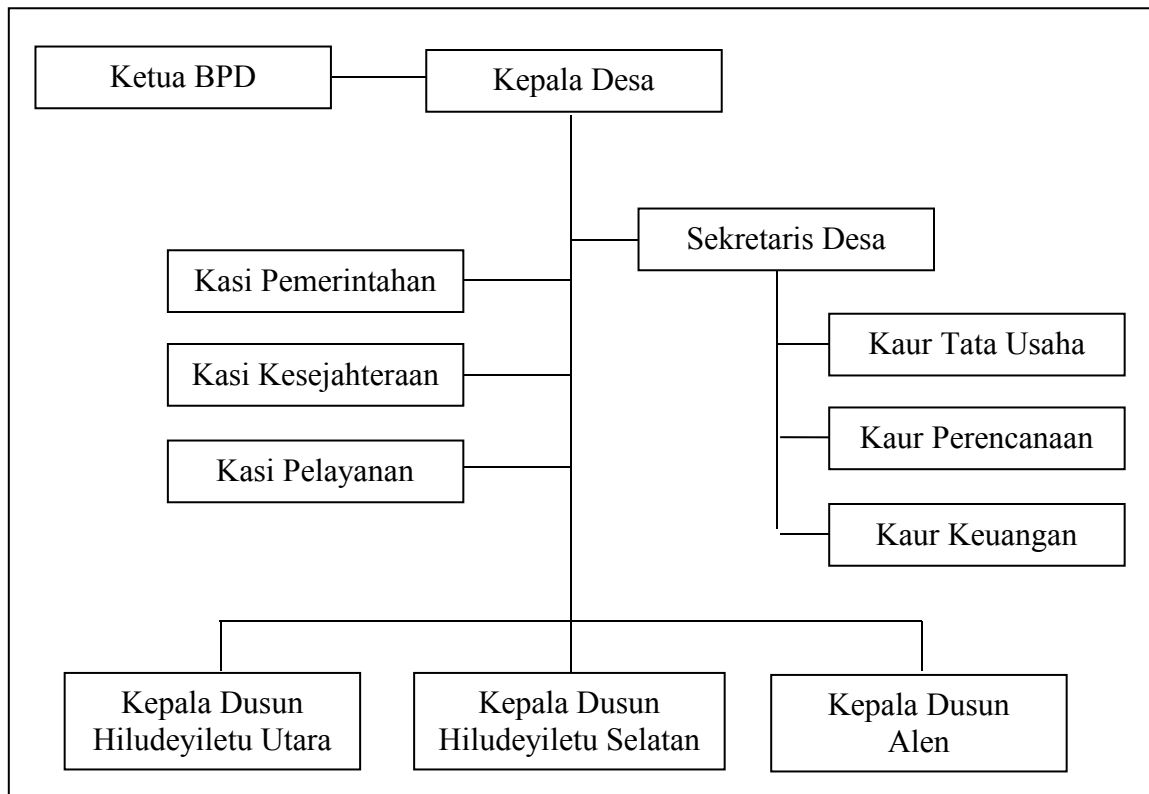 Ketua BPD
Kepala Desa
Sekretaris Desa
Kasi Pemerintahan
Kaur Tata Usaha
Kasi Kesejahteraan
Kaur Perencanaan
Kasi Pelayanan
Kaur Keuangan
Kepala Dusun
Hiludeyiletu Utara
Kepala Dusun
Hiludeyiletu Selatan
Kepala Dusun
Alen